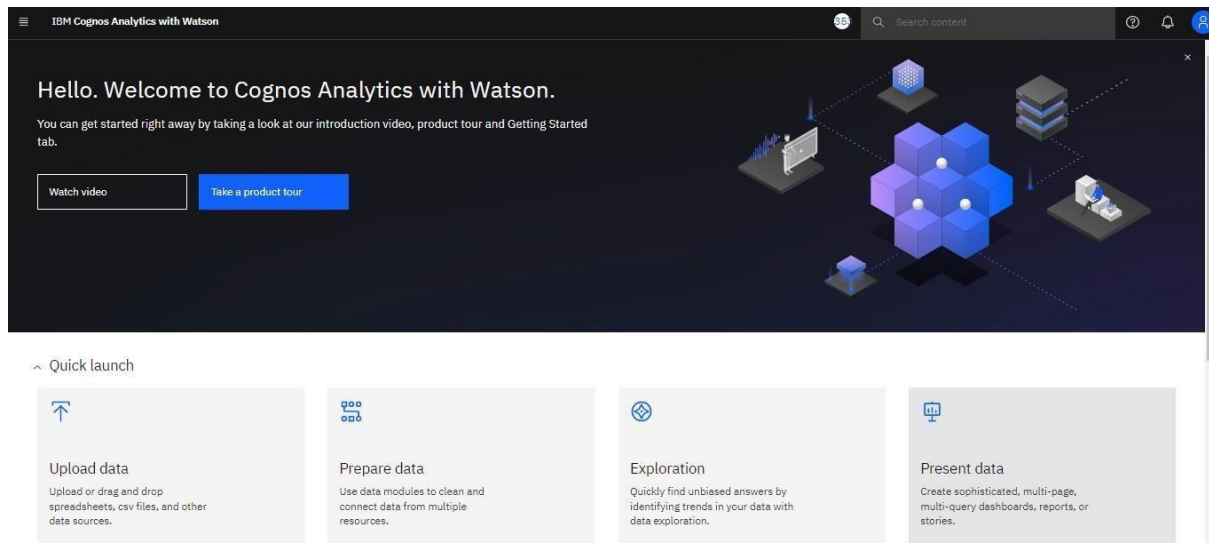 IBM Cognos Analytics with Watson
Search content
Hello. Welcome to Cognos Analytics with Watson.
You can get started right away by taking a look at our introduction video, product tour and Getting Started
tab.
Watch video
Take a product tour
Quick launch
Upload data
Upload or drag and drop
spreadsheets, csv files, and other
data sources.
Prepare data
Use data modules to clean and
connect data from multiple
resources.
Exploration
Quickly find unbiased answers by
identifying trends in your data with
data exploration.
Present data
Create sophisticated, multi-page,
multi-query dashboards, reports, or
stories.